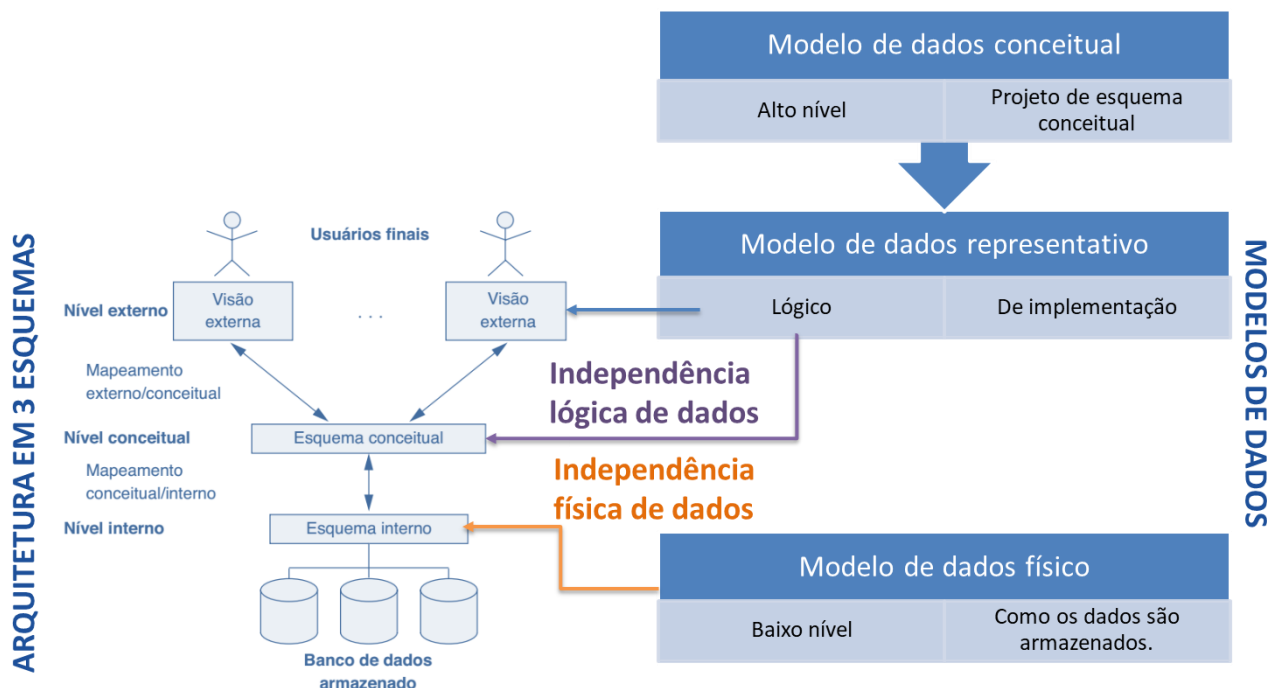 ARQUITETURA EM 3 ESQUEMAS
Usuários finais
Nível externo
Visão
externa
. . .
Visão
externa
Mapeamento
externo/conceitual
Nível conceitual
Esquema conceitual
Mapeamento
conceitual/interno
Nível interno
Esquema interno
Banco de dados
armazenado
Independência
lógica de dados
Independência
física de dados
Modelo de dados conceitual
Alto nível
Projeto de esquema
conceitual
Modelo de dados representativo
Lógico
De implementação
Modelo de dados físico
Baixo nível
Como os dados são
armazenados.
MODELOS DE DADOS